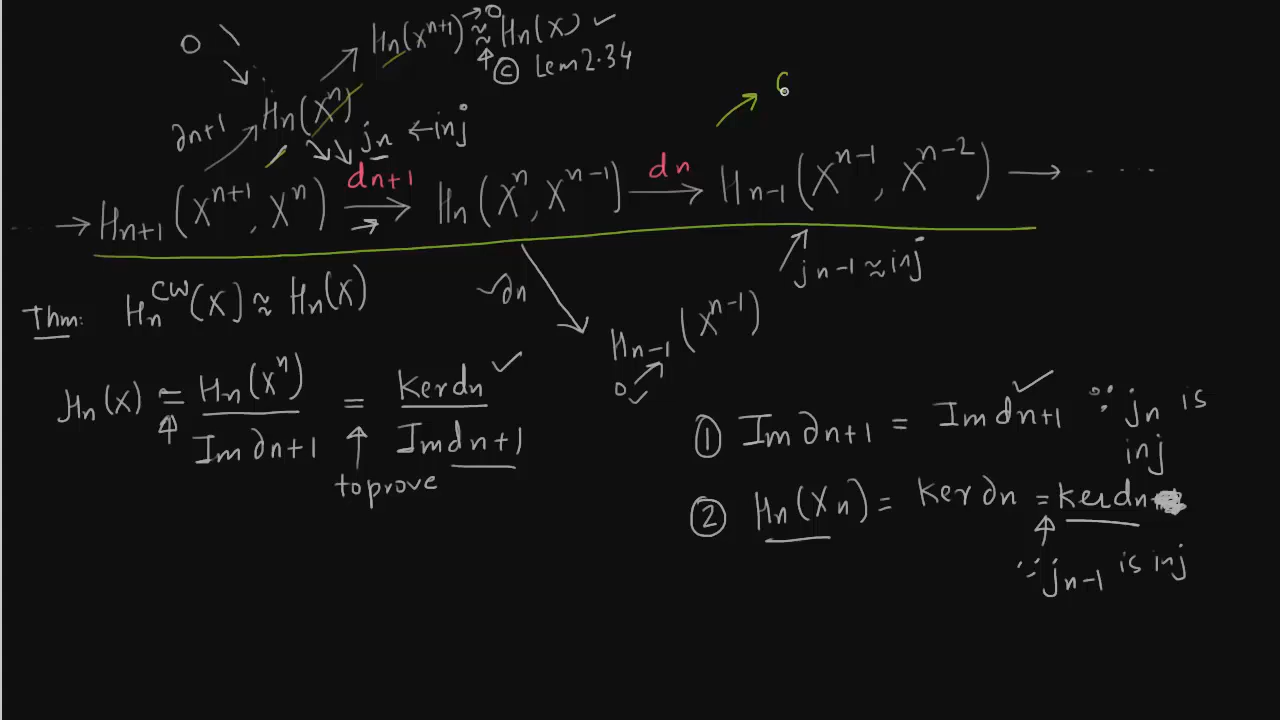 0 ↘ Hn(X^{n+1}) → 0 ≈ Hn(X) ✓
↑ ⓒ Lem 2.34
∂n+1 ↗ Hn(X^n) ↗
↘↘ jn ← inj
→ Hn+1(X^{n+1}, X^n) →^{dn+1} Hn(X^n, X^{n-1}) →^{dn} Hn-1(X^{n-1}, X^{n-2}) → · · · ·
✓∂n ↘ Hn-1(X^{n-1})
0 ↗ ✓
↗ jn-1 ≈ inj
Thm: Hn^{CW}(X) ≈ Hn(X)
Hn(X) ≃ Hn(X^n) / Im ∂n+1 = Ker dn ✓ / Im dn+1
↑ ↑
to prove
① Im ∂n+1 = Im dn+1 ✓ ∵ jn is
inj
② Hn(Xn) = Ker ∂n = ker dn
↑
∵ jn-1 is inj